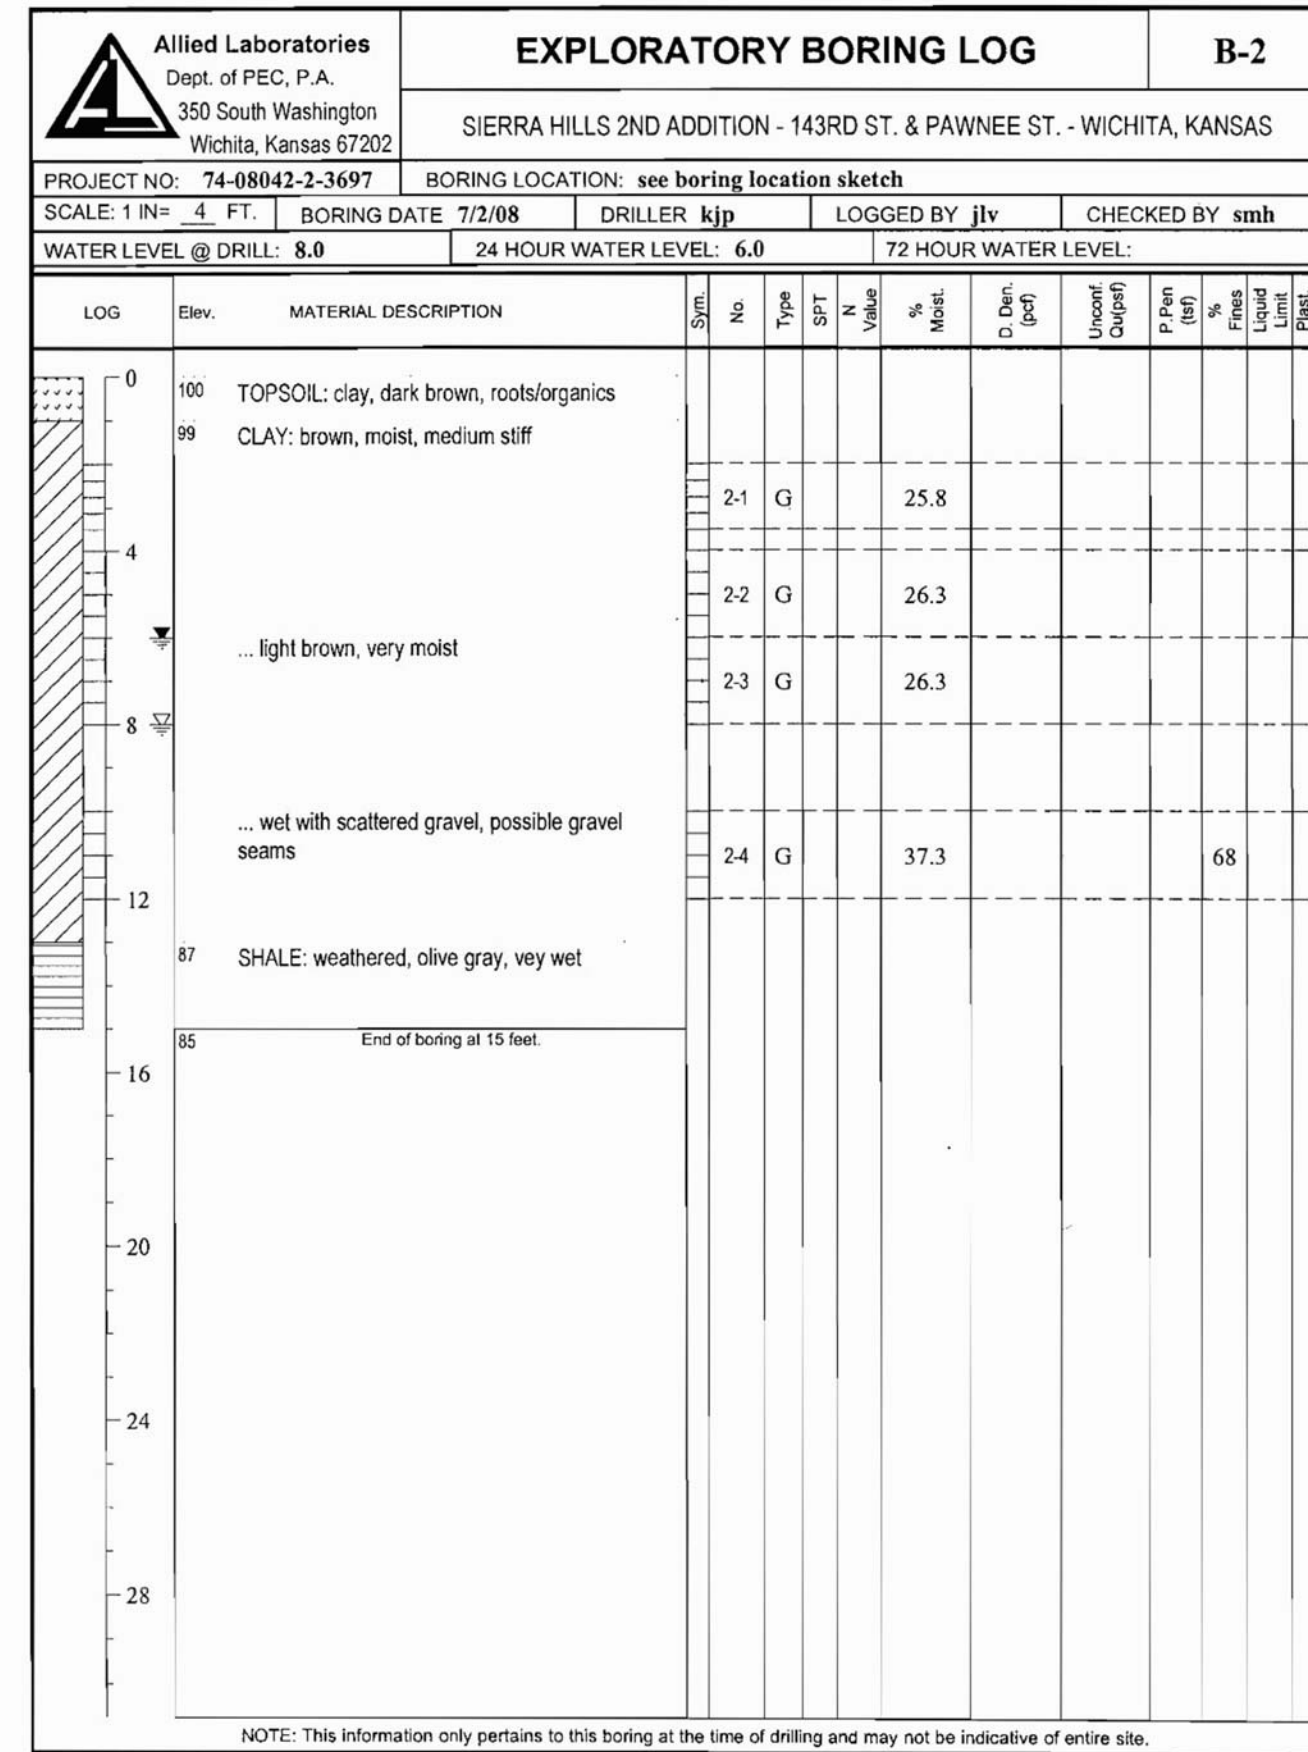 Allied Laboratories
Dept. of PEC, P.A.
350 South Washington
Wichita, Kansas 67202
EXPLORATORY BORING LOG
B-2
SIERRA HILLS 2ND ADDITION - 143RD ST. & PAWNEE ST. - WICHITA, KANSAS
PROJECT NO: 74-08042-2-3697 BORING LOCATION: see boring location sketch
SCALE: 1 IN= 4 FT. BORING DATE 7/2/08 DRILLER kjp LOGGED BY jlv CHECKED BY smh
WATER LEVEL @ DRILL: 8.0 24 HOUR WATER LEVEL: 6.0 72 HOUR WATER LEVEL:
LOG Elev. MATERIAL DESCRIPTION Sym. No. Type SPT N Value % Moist. D. Den. (pcf) Unconf. Qu(psf) P.Pen (tsf) % Fines Liquid Limit Plast.
0 100 TOPSOIL: clay, dark brown, roots/organics
99 CLAY: brown, moist, medium stiff
2-1 G 25.8
4
2-2 G 26.3
... light brown, very moist
2-3 G 26.3
8
... wet with scattered gravel, possible gravel
seams
2-4 G 37.3 68
12
87 SHALE: weathered, olive gray, vey wet
85 End of boring at 15 feet.
16
20
24
28
NOTE: This information only pertains to this boring at the time of drilling and may not be indicative of entire site.